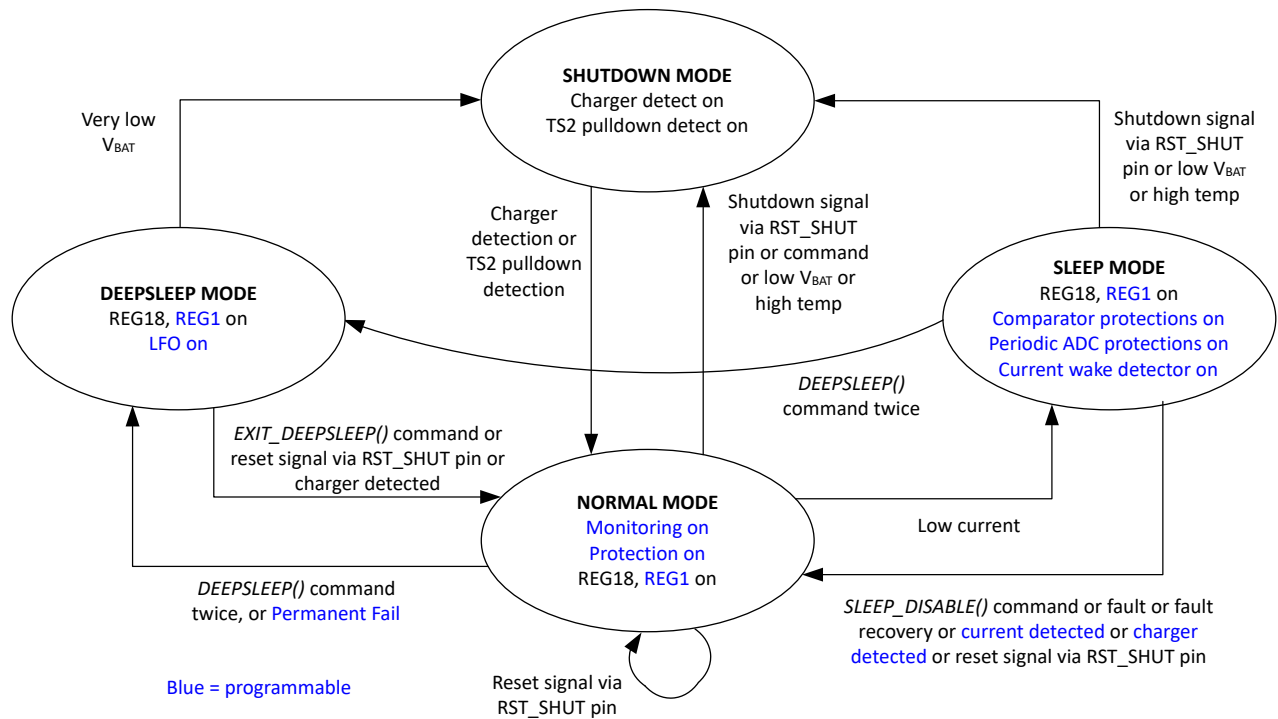 SHUTDOWN MODE
Charger detect on
TS2 pulldown detect on
Very low
VBAT
Shutdown signal
via RST_SHUT
pin or low VBAT
or high temp
Charger
detection or
TS2 pulldown
detection
Shutdown signal
via RST_SHUT
pin or command
or low VBAT or
high temp
DEEPSLEEP MODE
REG18, REG1 on
LFO on
SLEEP MODE
REG18, REG1 on
Comparator protections on
Periodic ADC protections on
Current wake detector on
DEEPSLEEP()
command twice
EXIT_DEEPSLEEP() command or
reset signal via RST_SHUT pin or
charger detected
NORMAL MODE
Monitoring on
Protection on
REG18, REG1 on
Low current
DEEPSLEEP() command
twice, or Permanent Fail
SLEEP_DISABLE() command or fault or fault
recovery or current detected or charger
detected or reset signal via RST_SHUT pin
Blue = programmable
Reset signal via
RST_SHUT pin